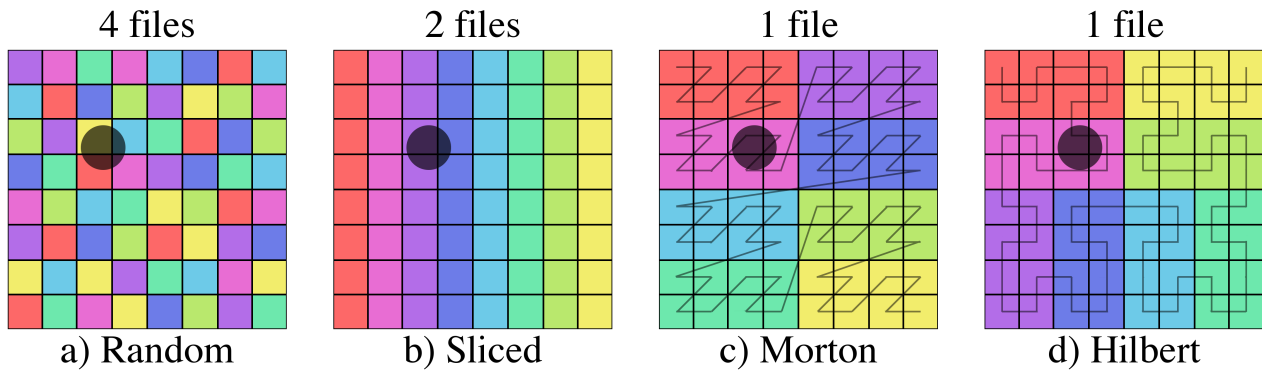 4 files
2 files
1 file
1 file
a) Random
b) Sliced
c) Morton
d) Hilbert